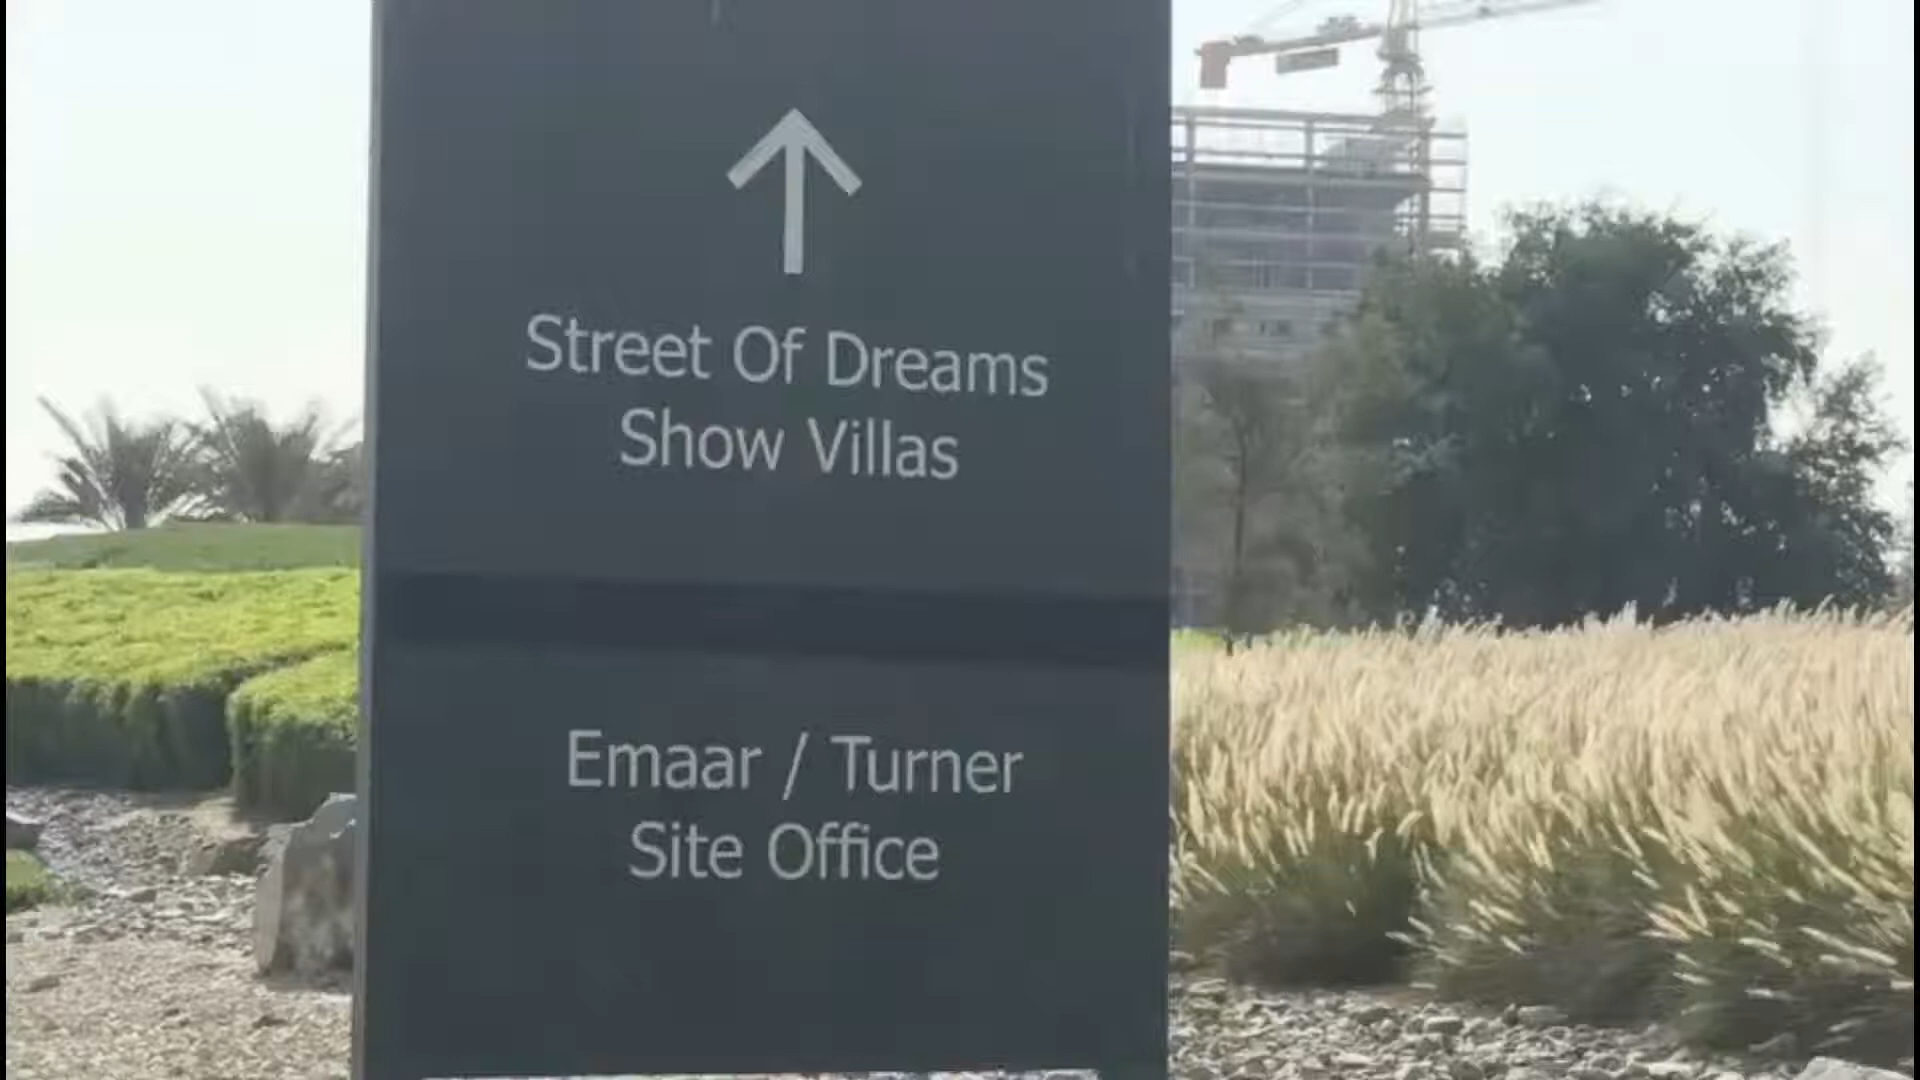 Street Of Dreams
Show Villas
Emaar / Turner
Site Office